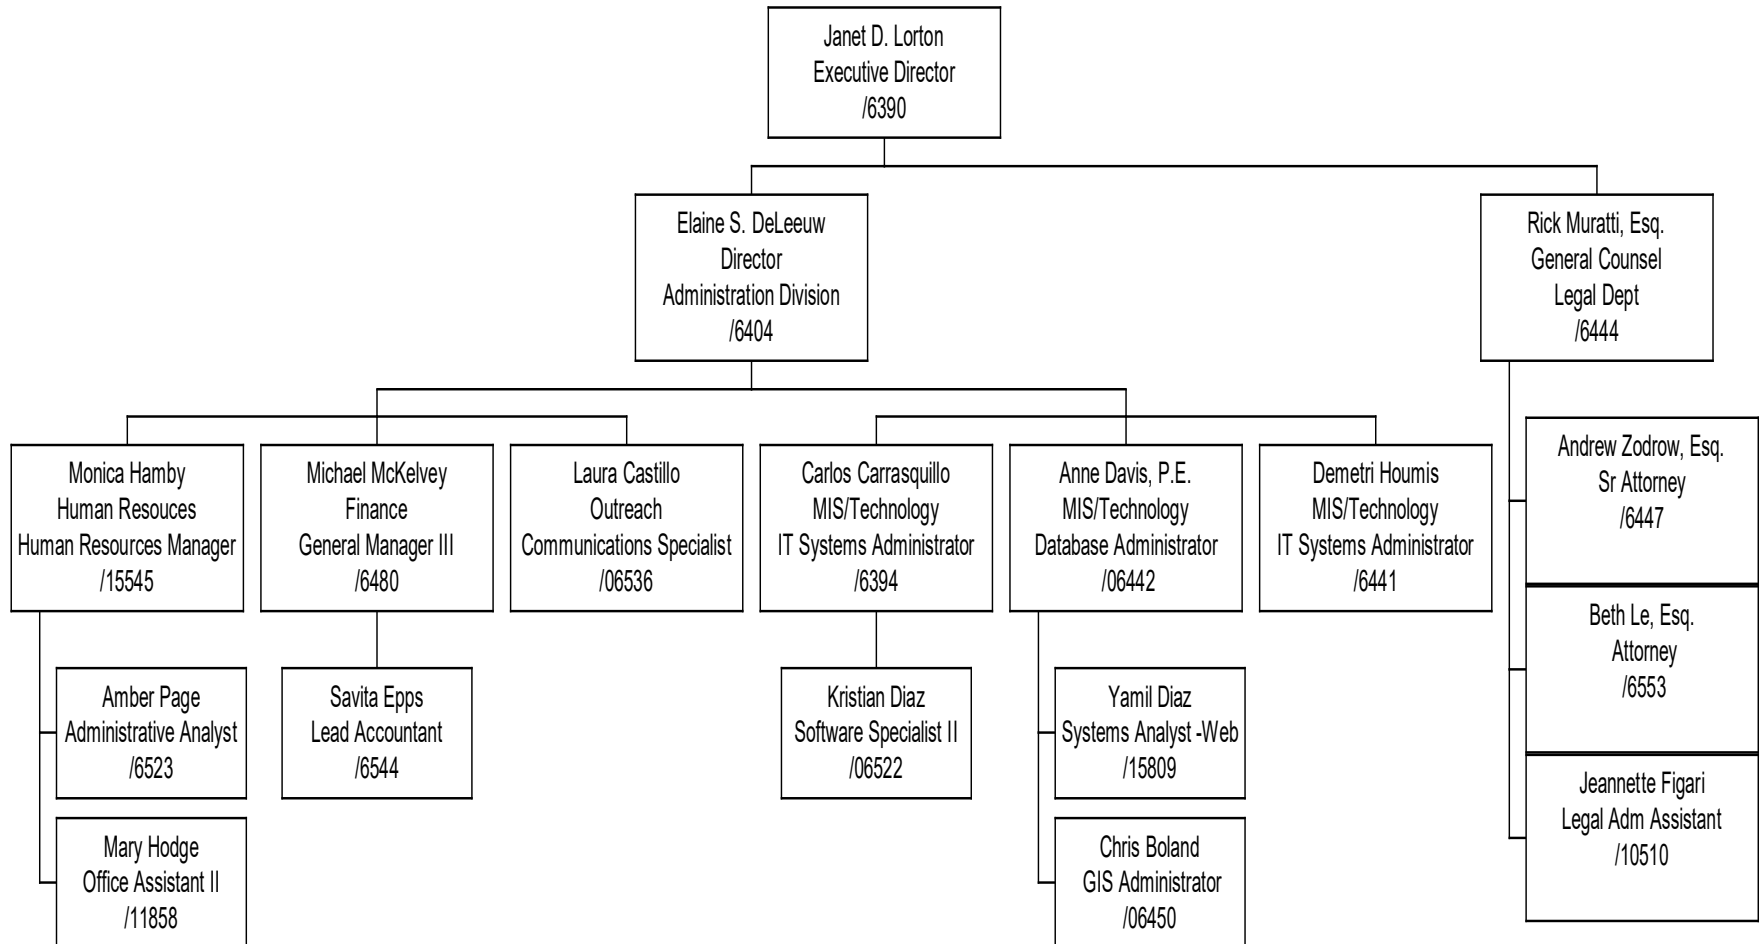 Janet D. Lorton
Executive Director
/6390
Elaine S. DeLeeuw
Director
Administration Division
/6404
Rick Muratti, Esq.
General Counsel
Legal Dept
/6444
Monica Hamby
Human Resouces
Human Resources Manager
/15545
Michael McKelvey
Finance
General Manager III
/6480
Laura Castillo
Outreach
Communications Specialist
/06536
Carlos Carrasquillo
MIS/Technology
IT Systems Administrator
/6394
Anne Davis, P.E.
MIS/Technology
Database Administrator
/06442
Demetri Houmis
MIS/Technology
IT Systems Administrator
/6441
Andrew Zodrow, Esq.
Sr Attorney
/6447
Beth Le, Esq.
Attorney
/6553
Jeannette Figari
Legal Adm Assistant
/10510
Amber Page
Administrative Analyst
/6523
Mary Hodge
Office Assistant II
/11858
Savita Epps
Lead Accountant
/6544
Kristian Diaz
Software Specialist II
/06522
Yamil Diaz
Systems Analyst -Web
/15809
Chris Boland
GIS Administrator
/06450